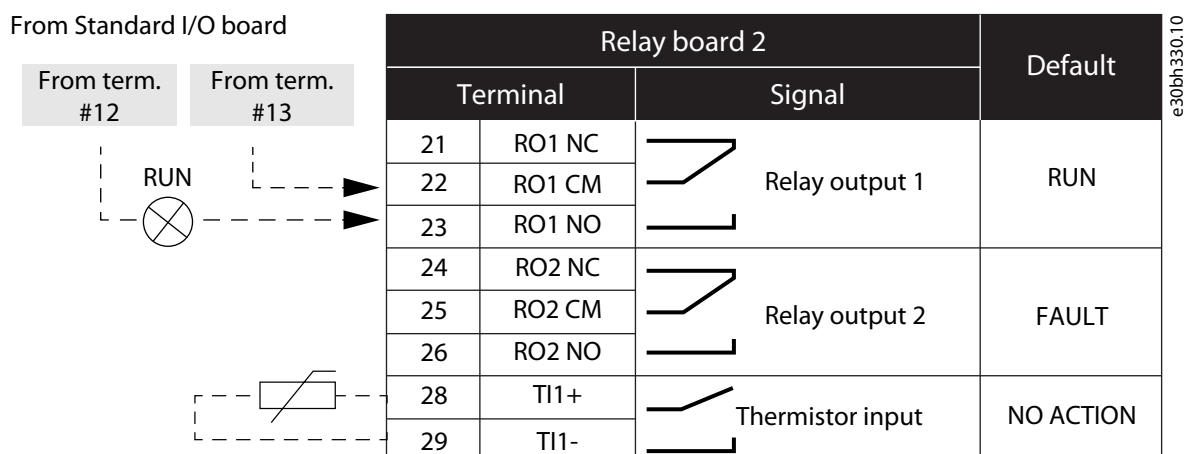 From Standard I/O board
From term.
#12
From term.
#13
RUN
Relay board 2
Default
Terminal
Signal
21 RO1 NC
22 RO1 CM
23 RO1 NO
Relay output 1
RUN
24 RO2 NC
25 RO2 CM
26 RO2 NO
Relay output 2
FAULT
28 TI1+
29 TI1-
Thermistor input
NO ACTION
e30bh330.10